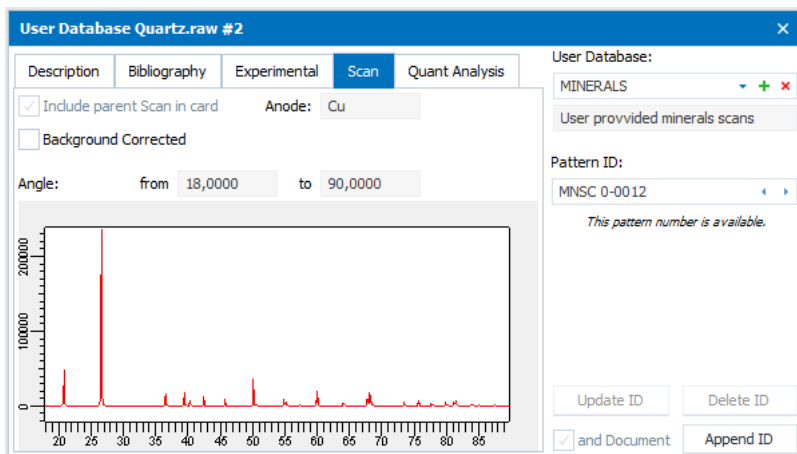 User Database Quartz.raw #2
Description Bibliography Experimental Scan Quant Analysis
Include parent Scan in card Anode: Cu
Background Corrected
Angle: from 18,0000 to 90,0000
200000
100000
0
20 25 30 35 40 45 50 55 60 65 70 75 80 85
User Database:
MINERALS
User provvided minerals scans
Pattern ID:
MNSC 0-0012
This pattern number is available.
Update ID Delete ID
and Document Append ID